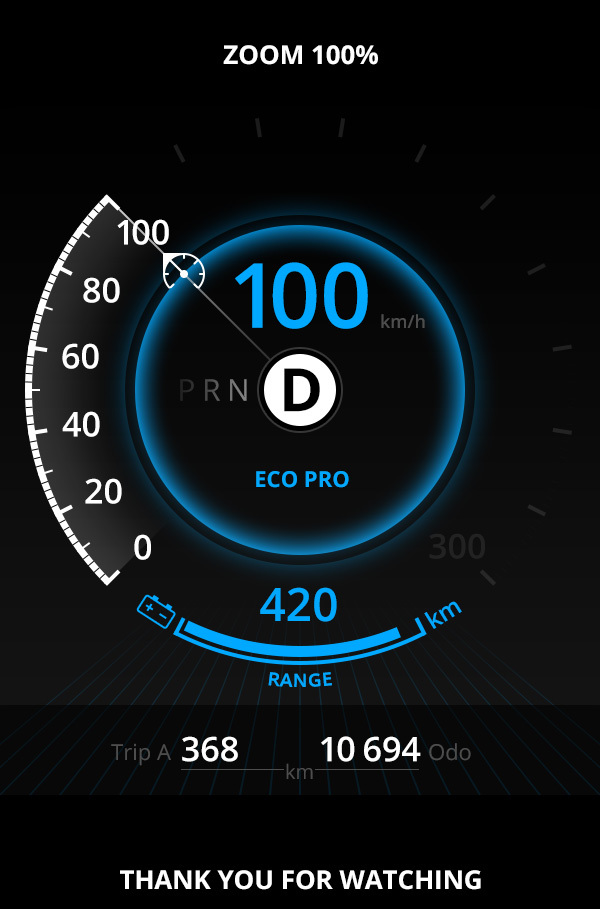 ZOOM 100%
100
80
60
40
20
0
100 km/h
P R N D
ECO PRO
300
420 km
RANGE
Trip A 368 km 10 694 Odo
THANK YOU FOR WATCHING